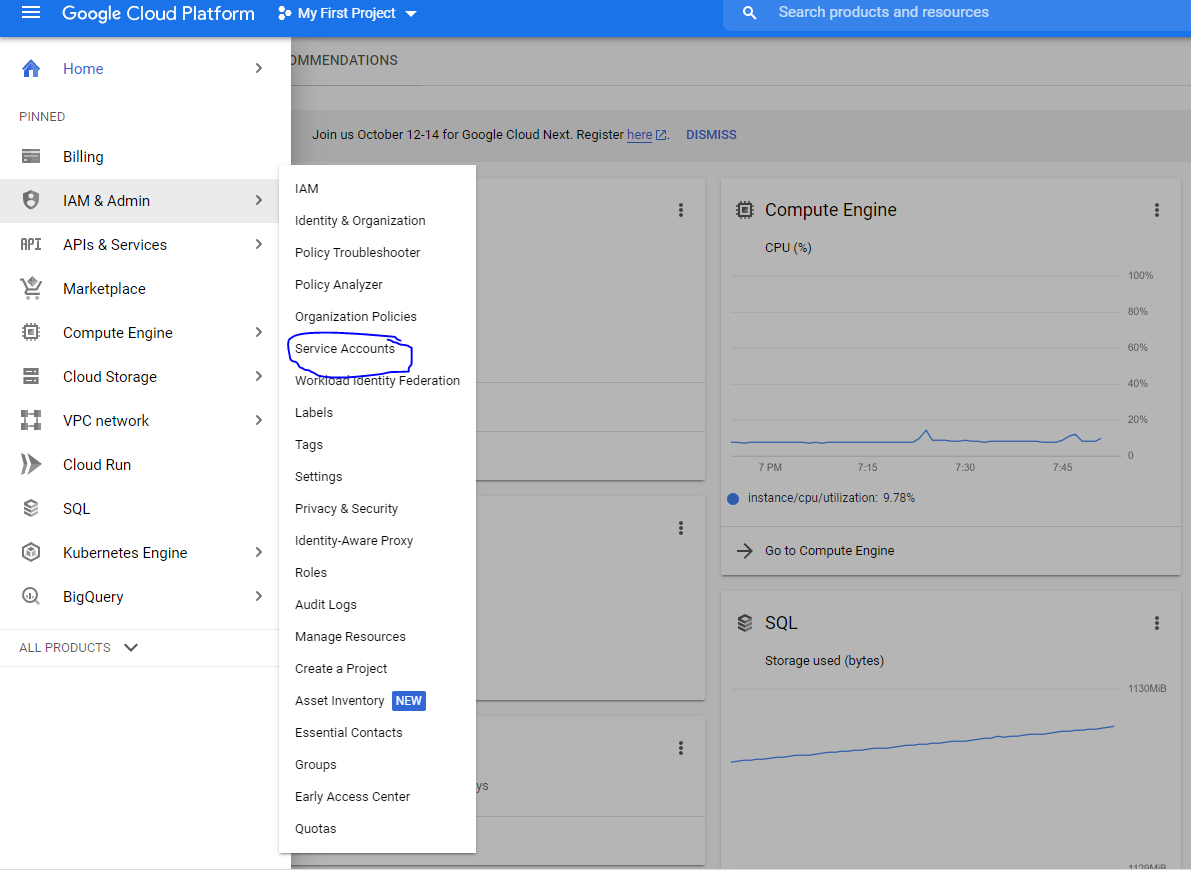 Google Cloud Platform
My First Project
Search products and resources
Home
OMMENDATIONS
PINNED
Join us October 12-14 for Google Cloud Next. Register here. DISMISS
Billing
IAM & Admin
APIs & Services
Marketplace
Compute Engine
Cloud Storage
VPC network
Cloud Run
SQL
Kubernetes Engine
BigQuery
ALL PRODUCTS
IAM
Identity & Organization
Policy Troubleshooter
Policy Analyzer
Organization Policies
Service Accounts
Workload Identity Federation
Labels
Tags
Settings
Privacy & Security
Identity-Aware Proxy
Roles
Audit Logs
Manage Resources
Create a Project
Asset Inventory NEW
Essential Contacts
Groups
Early Access Center
Quotas
ys
Compute Engine
CPU (%)
100%
80%
60%
40%
20%
0
7 PM 7:15 7:30 7:45
instance/cpu/utilization: 9.78%
Go to Compute Engine
SQL
Storage used (bytes)
1130MiB
1129MiB
API